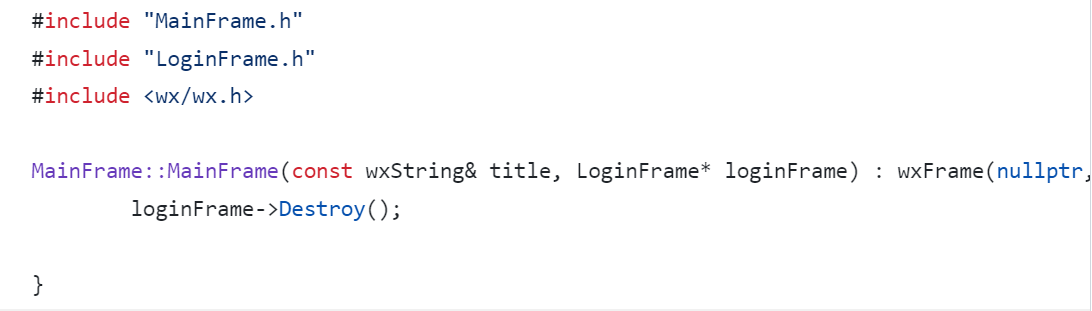 #include "MainFrame.h"
#include "LoginFrame.h"
#include <wx/wx.h>
MainFrame::MainFrame(const wxString& title, LoginFrame* loginFrame) : wxFrame(nullptr,
loginFrame->Destroy();
}